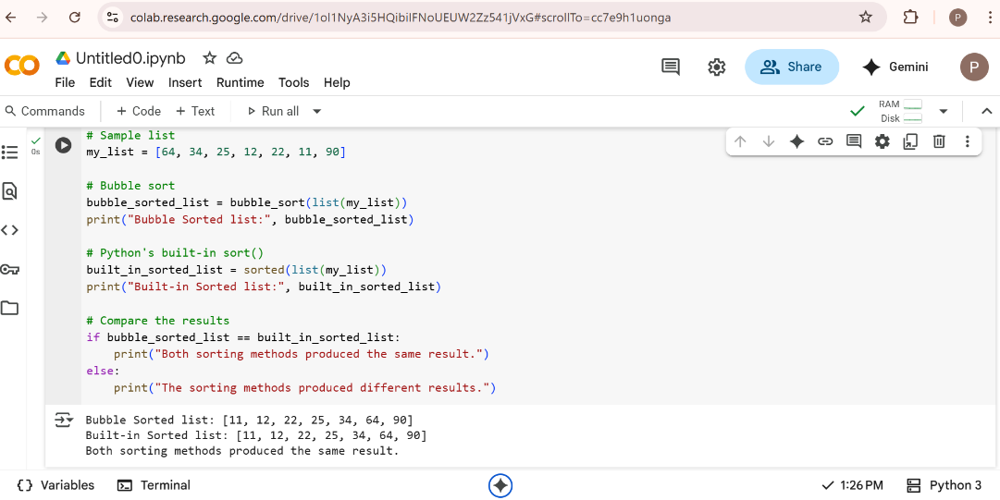 colab.research.google.com/drive/1oI1NyA3i5HQibiIFNoUEUW2Zz541jVxG#scrollTo=cc7e9h1uonga
P
CO
Untitled0.ipynb
Share
Gemini
P
File Edit View Insert Runtime Tools Help
Commands + Code + Text Run all
RAM
Disk
0s
# Sample list
my_list = [64, 34, 25, 12, 22, 11, 90]
# Bubble sort
bubble_sorted_list = bubble_sort(list(my_list))
print("Bubble Sorted list:", bubble_sorted_list)
# Python's built-in sort()
built_in_sorted_list = sorted(list(my_list))
print("Built-in Sorted list:", built_in_sorted_list)
# Compare the results
if bubble_sorted_list == built_in_sorted_list:
    print("Both sorting methods produced the same result.")
else:
    print("The sorting methods produced different results.")
Bubble Sorted list: [11, 12, 22, 25, 34, 64, 90]
Built-in Sorted list: [11, 12, 22, 25, 34, 64, 90]
Both sorting methods produced the same result.
{} Variables Terminal 1:26 PM Python 3